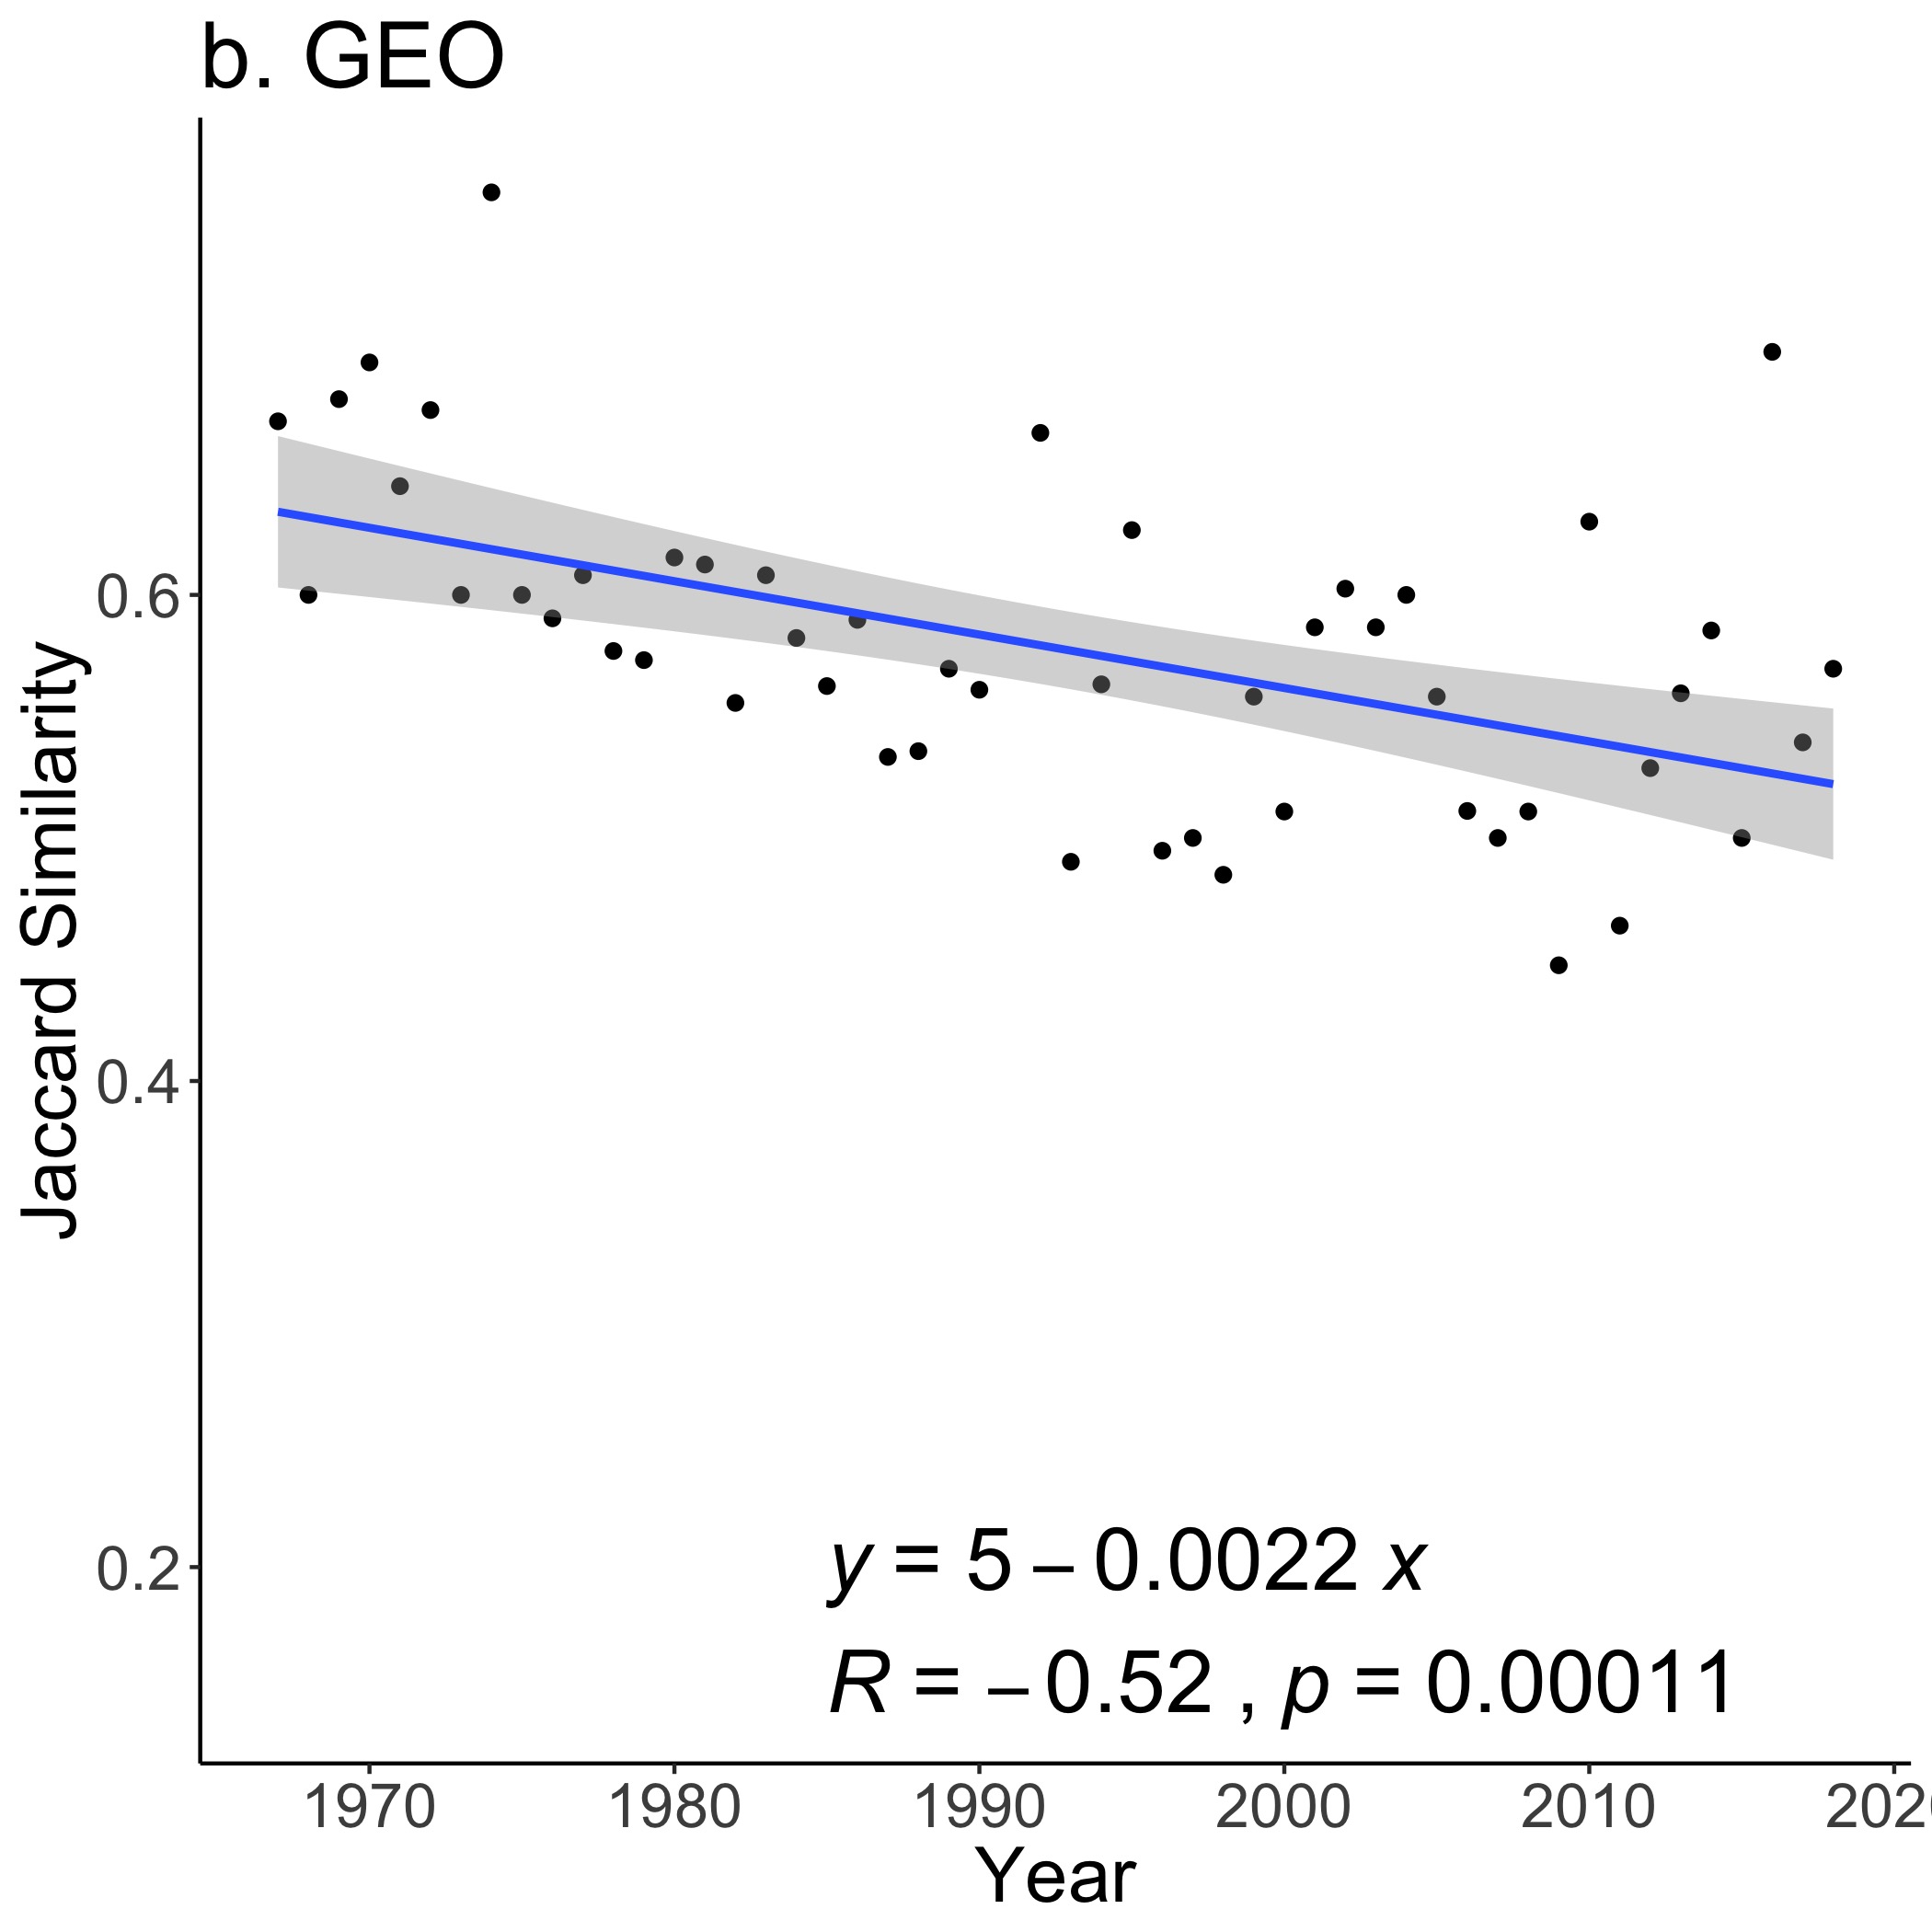 b. GEO
Jaccard Similarity
0.6
0.4
0.2
y = 5 – 0.0022 x
R = – 0.52 , p = 0.00011
1970 1980 1990 2000 2010 202
Year